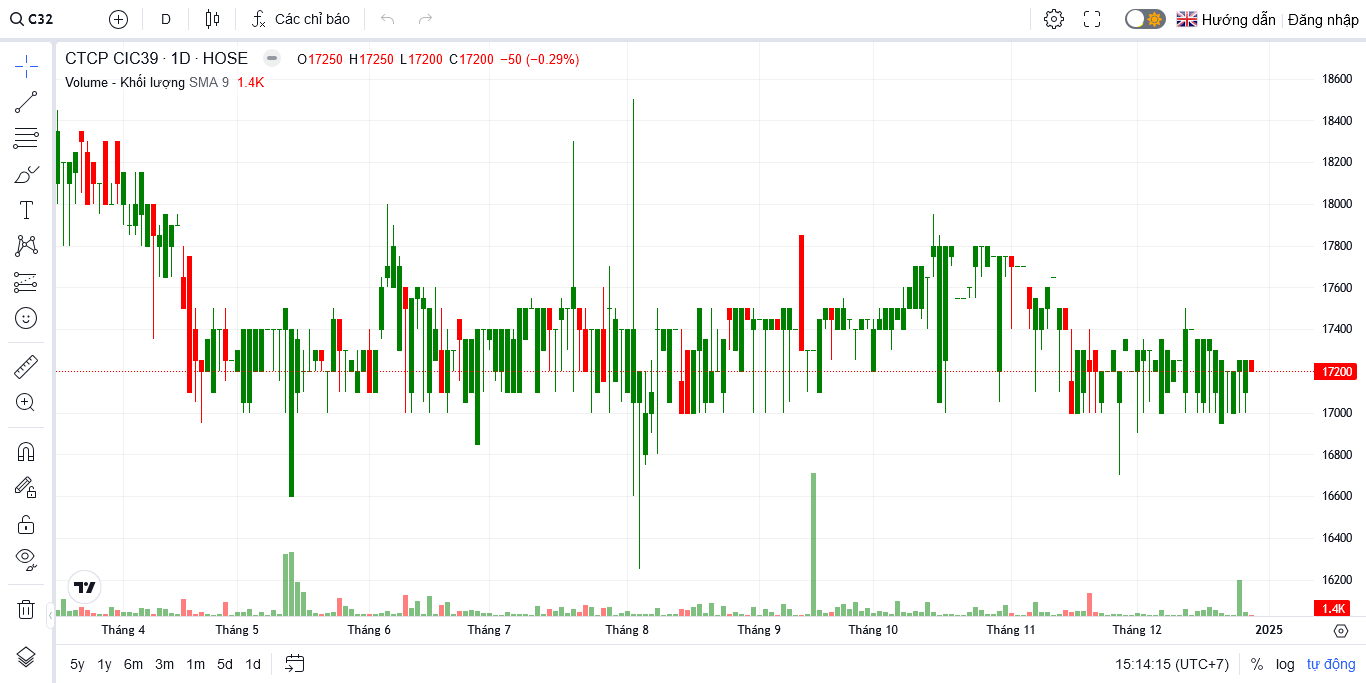 C32 D Các chỉ báo Hướng dẫn Đăng nhập
CTCP CIC39 · 1D · HOSE O17250 H17250 L17200 C17200 −50 (−0.29%)
Volume - Khối lượng SMA 9 1.4K
18600
18400
18200
18000
17800
17600
17400
17200
17000
16800
16600
16400
16200
1.4K
Tháng 4 Tháng 5 Tháng 6 Tháng 7 Tháng 8 Tháng 9 Tháng 10 Tháng 11 Tháng 12 2025
5y 1y 6m 3m 1m 5d 1d 15:14:15 (UTC+7) % log tự động